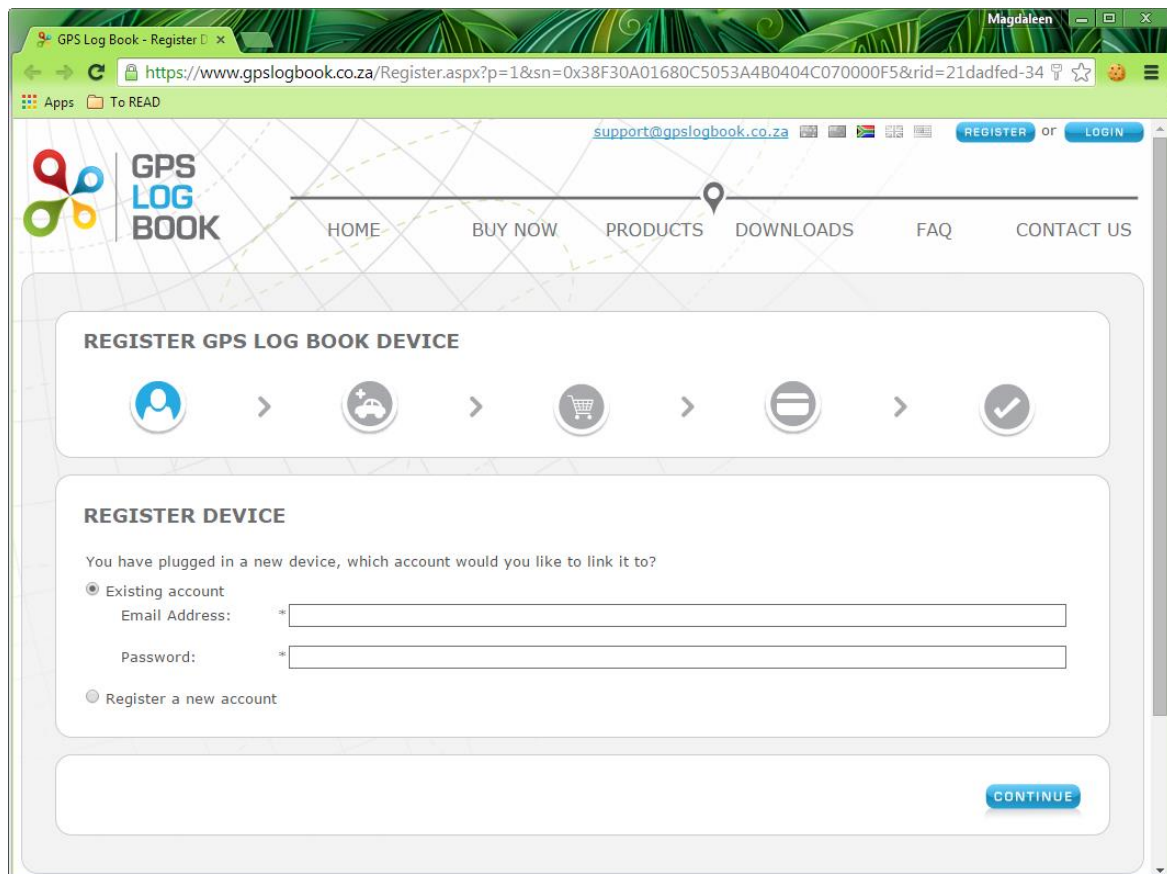 Magdaleen
GPS Log Book - Register D
https://www.gpslogbook.co.za/Register.aspx?p=1&sn=0x38F30A01680C5053A4B0404C070000F5&rid=21dadfed-34
Apps To READ
support@gpslogbook.co.za REGISTER or LOGIN
GPS
LOG
BOOK
HOME BUY NOW PRODUCTS DOWNLOADS FAQ CONTACT US
REGISTER GPS LOG BOOK DEVICE
REGISTER DEVICE
You have plugged in a new device, which account would you like to link it to?
Existing account
Email Address: *
Password: *
Register a new account
CONTINUE